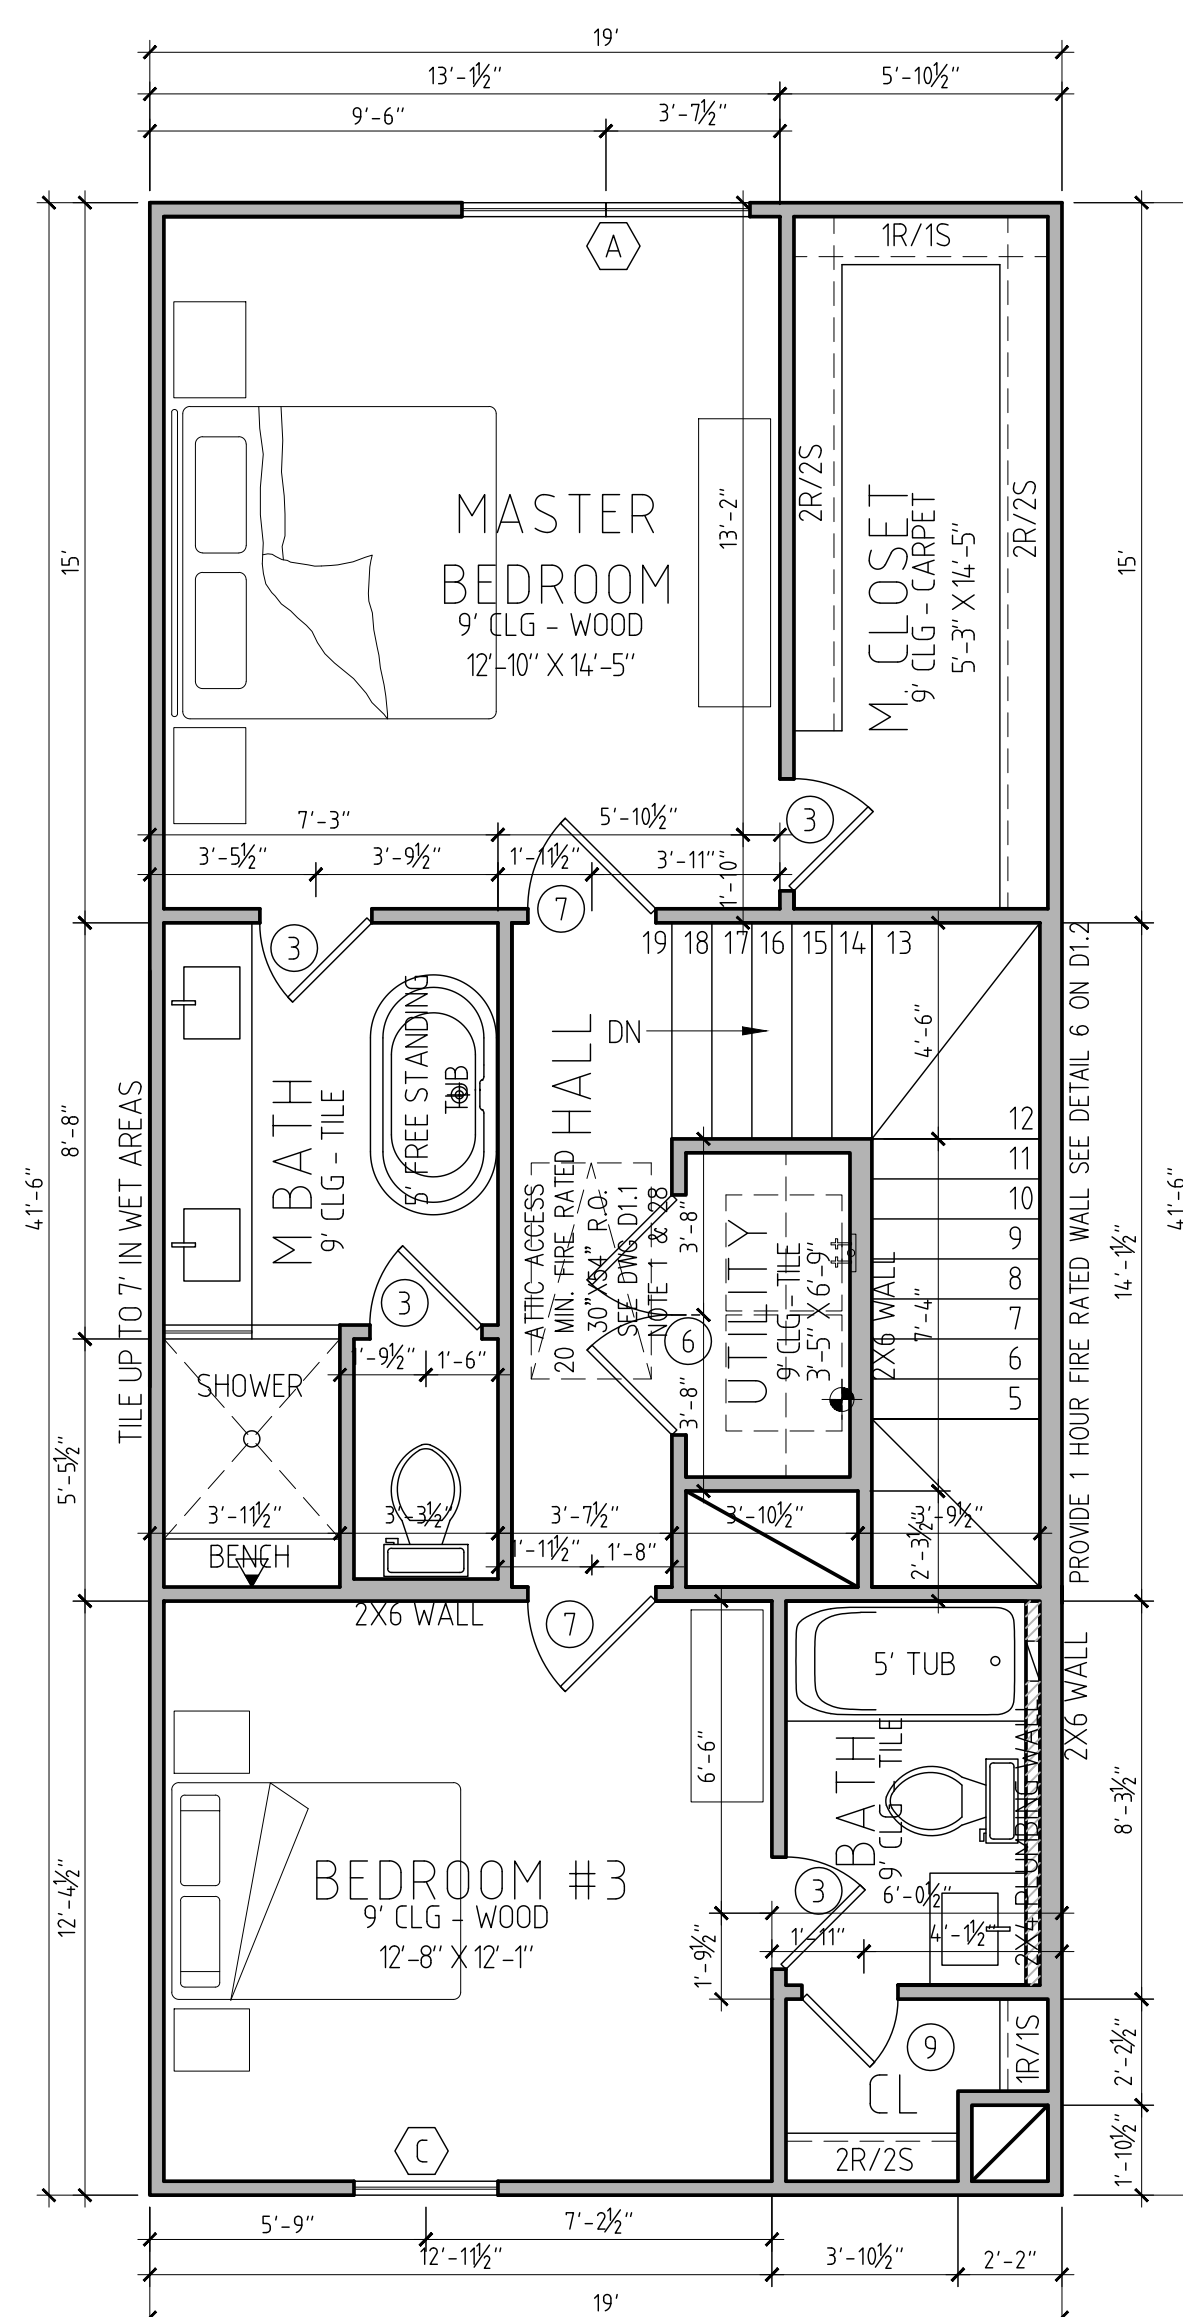 19'
13'-1½"
5'-10½"
9'-6"
3'-7½"
A
1R/1S
2R/2S
2R/2S
M. CLOSET
9' CLG - CARPET
5'-3" X 14'-5"
13'-2"
MASTER
BEDROOM
9' CLG - WOOD
12'-10" X 14'-5"
15'
15'
7'-3"
5'-10½"
3
3'-5½"
3'-9½"
1'-11½"
3'-11"
1'-10"
7
3
19 18 17 16 15 14 13
DN
HALL
4'-6"
5' FREE STANDING
TUB
M BATH
9' CLG - TILE
8'-8"
41'-6"
41'-6"
TILE UP TO 7' IN WET AREAS
PROVIDE 1 HOUR FIRE RATED WALL SEE DETAIL 6 ON D1.2
14'-1½"
12
11
10
9
8
7
6
5
7'-4"
ATTIC ACCESS
20 MIN. FIRE RATED
30"X54" R.O.
SEE DWG D1.1
NOTE 1 & 28
3'-8"
3'-8"
6
UTILITY
9' CLG - TILE
3'-5" X 6'-9"
2X6 WALL
3
1'-9½"
1'-6"
SHOWER
5'-5½"
3'-11½"
3'-3½"
3'-7½"
3'-10½"
3'-9½"
2'-3½"
1'-11½"
1'-8"
BENCH
2X6 WALL
7
5' TUB
2X6 WALL
2X4 PLUMBING WALL
BATH
9' CLG - TILE
6'-6"
8'-3½"
12'-4½"
BEDROOM #3
9' CLG - WOOD
12'-8" X 12'-1"
3
6'-0½"
1'-11"
4'-1½"
1'-9½"
9
CL
1R/1S
2R/2S
2'-2½"
1'-10½"
C
5'-9"
7'-2½"
12'-11½"
3'-10½"
2'-2"
19'